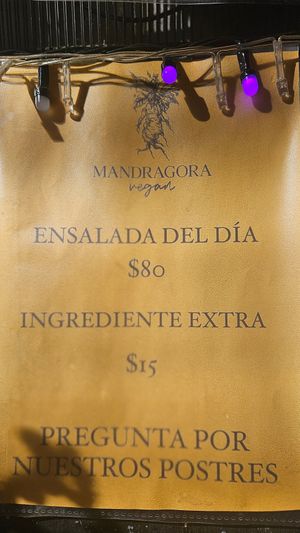 MANDRAGORA
vegan
ENSALADA DEL DÍA
$80
INGREDIENTE EXTRA
$15
PREGUNTA POR
NUESTROS POSTRES